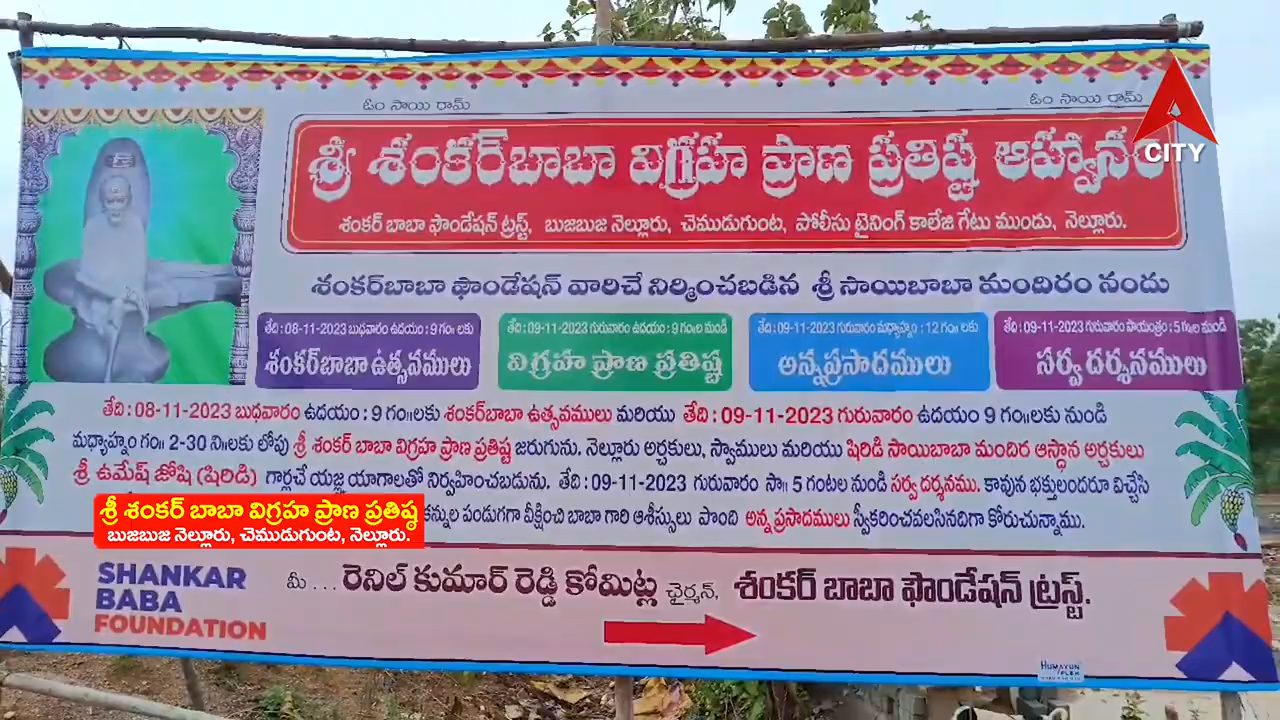 ఓం సాయి రామ్
ఓం సాయి రామ్
CITY
శ్రీ శంకర్‌బాబా విగ్రహ ప్రాణ ప్రతిష్ట ఆహ్వానం
శంకర్ బాబా ఫౌండేషన్ ట్రస్ట్, బుజబుజ నెల్లూరు, చెముడుగుంట, పోలీసు ట్రైనింగ్ కాలేజి గేటు ముందు, నెల్లూరు.
శంకర్‌బాబా ఫౌండేషన్ వారిచే నిర్మించబడిన శ్రీ సాయిబాబా మందిరం నందు
తేది : 08-11-2023 బుధవారం ఉదయం : 9 గం॥ లకు
శంకర్‌బాబా ఉత్సవములు
తేది : 09-11-2023 గురువారం ఉదయం : 9 గం॥ల నుండి
విగ్రహ ప్రాణ ప్రతిష్ట
తేది : 09-11-2023 గురువారం మధ్యాహ్నం : 12 గం॥ లకు
అన్నప్రసాదములు
తేది : 09-11-2023 గురువారం సాయంత్రం : 5 గం॥ల నుండి
సర్వ దర్శనములు
తేది : 08-11-2023 బుధవారం ఉదయం : 9 గం॥లకు శంకర్‌బాబా ఉత్సవములు మరియు తేది : 09-11-2023 గురువారం ఉదయం 9 గం॥లకు నుండి
మధ్యాహ్నం గం॥ 2-30 ని॥లకు లోపు శ్రీ శంకర్ బాబా విగ్రహ ప్రాణ ప్రతిష్ట జరుగును. నెల్లూరు అర్చకులు, స్వాములు మరియు షిరిడి సాయిబాబా మందిర ఆస్థాన అర్చకులు
శ్రీ ఉమేష్ జోషి (షిరిడి) గార్లచే యజ్ఞ యాగాలతో నిర్వహించబడును. తేది : 09-11-2023 గురువారం సా॥ 5 గంటల నుండి సర్వ దర్శనము. కావున భక్తులందరూ విచ్చేసి
కన్నుల పండుగగా వీక్షించి బాబా గారి ఆశీస్సులు పొంది అన్న ప్రసాదములు స్వీకరించవలసినదిగా కోరుచున్నాము.
శ్రీ శంకర్ బాబా విగ్రహ ప్రాణ ప్రతిష్ఠ
బుజబుజ నెల్లూరు, చెముడుగుంట, నెల్లూరు.
SHANKAR
BABA
FOUNDATION
మీ ... రెనిల్ కుమార్ రెడ్డి కోమిట్ల ఛైర్మన్, శంకర్ బాబా ఫౌండేషన్ ట్రస్ట్.
HUMAYUN
FLEX